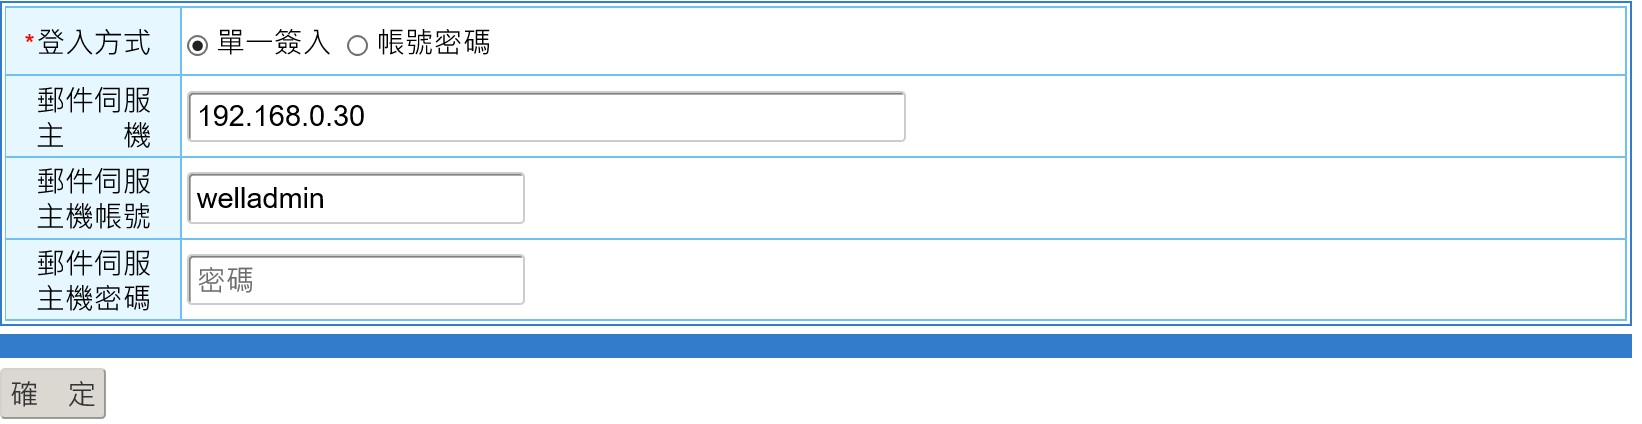 *登入方式 單一簽入 帳號密碼
郵件伺服
主 機
192.168.0.30
郵件伺服
主機帳號
welladmin
郵件伺服
主機密碼
密碼
確 定